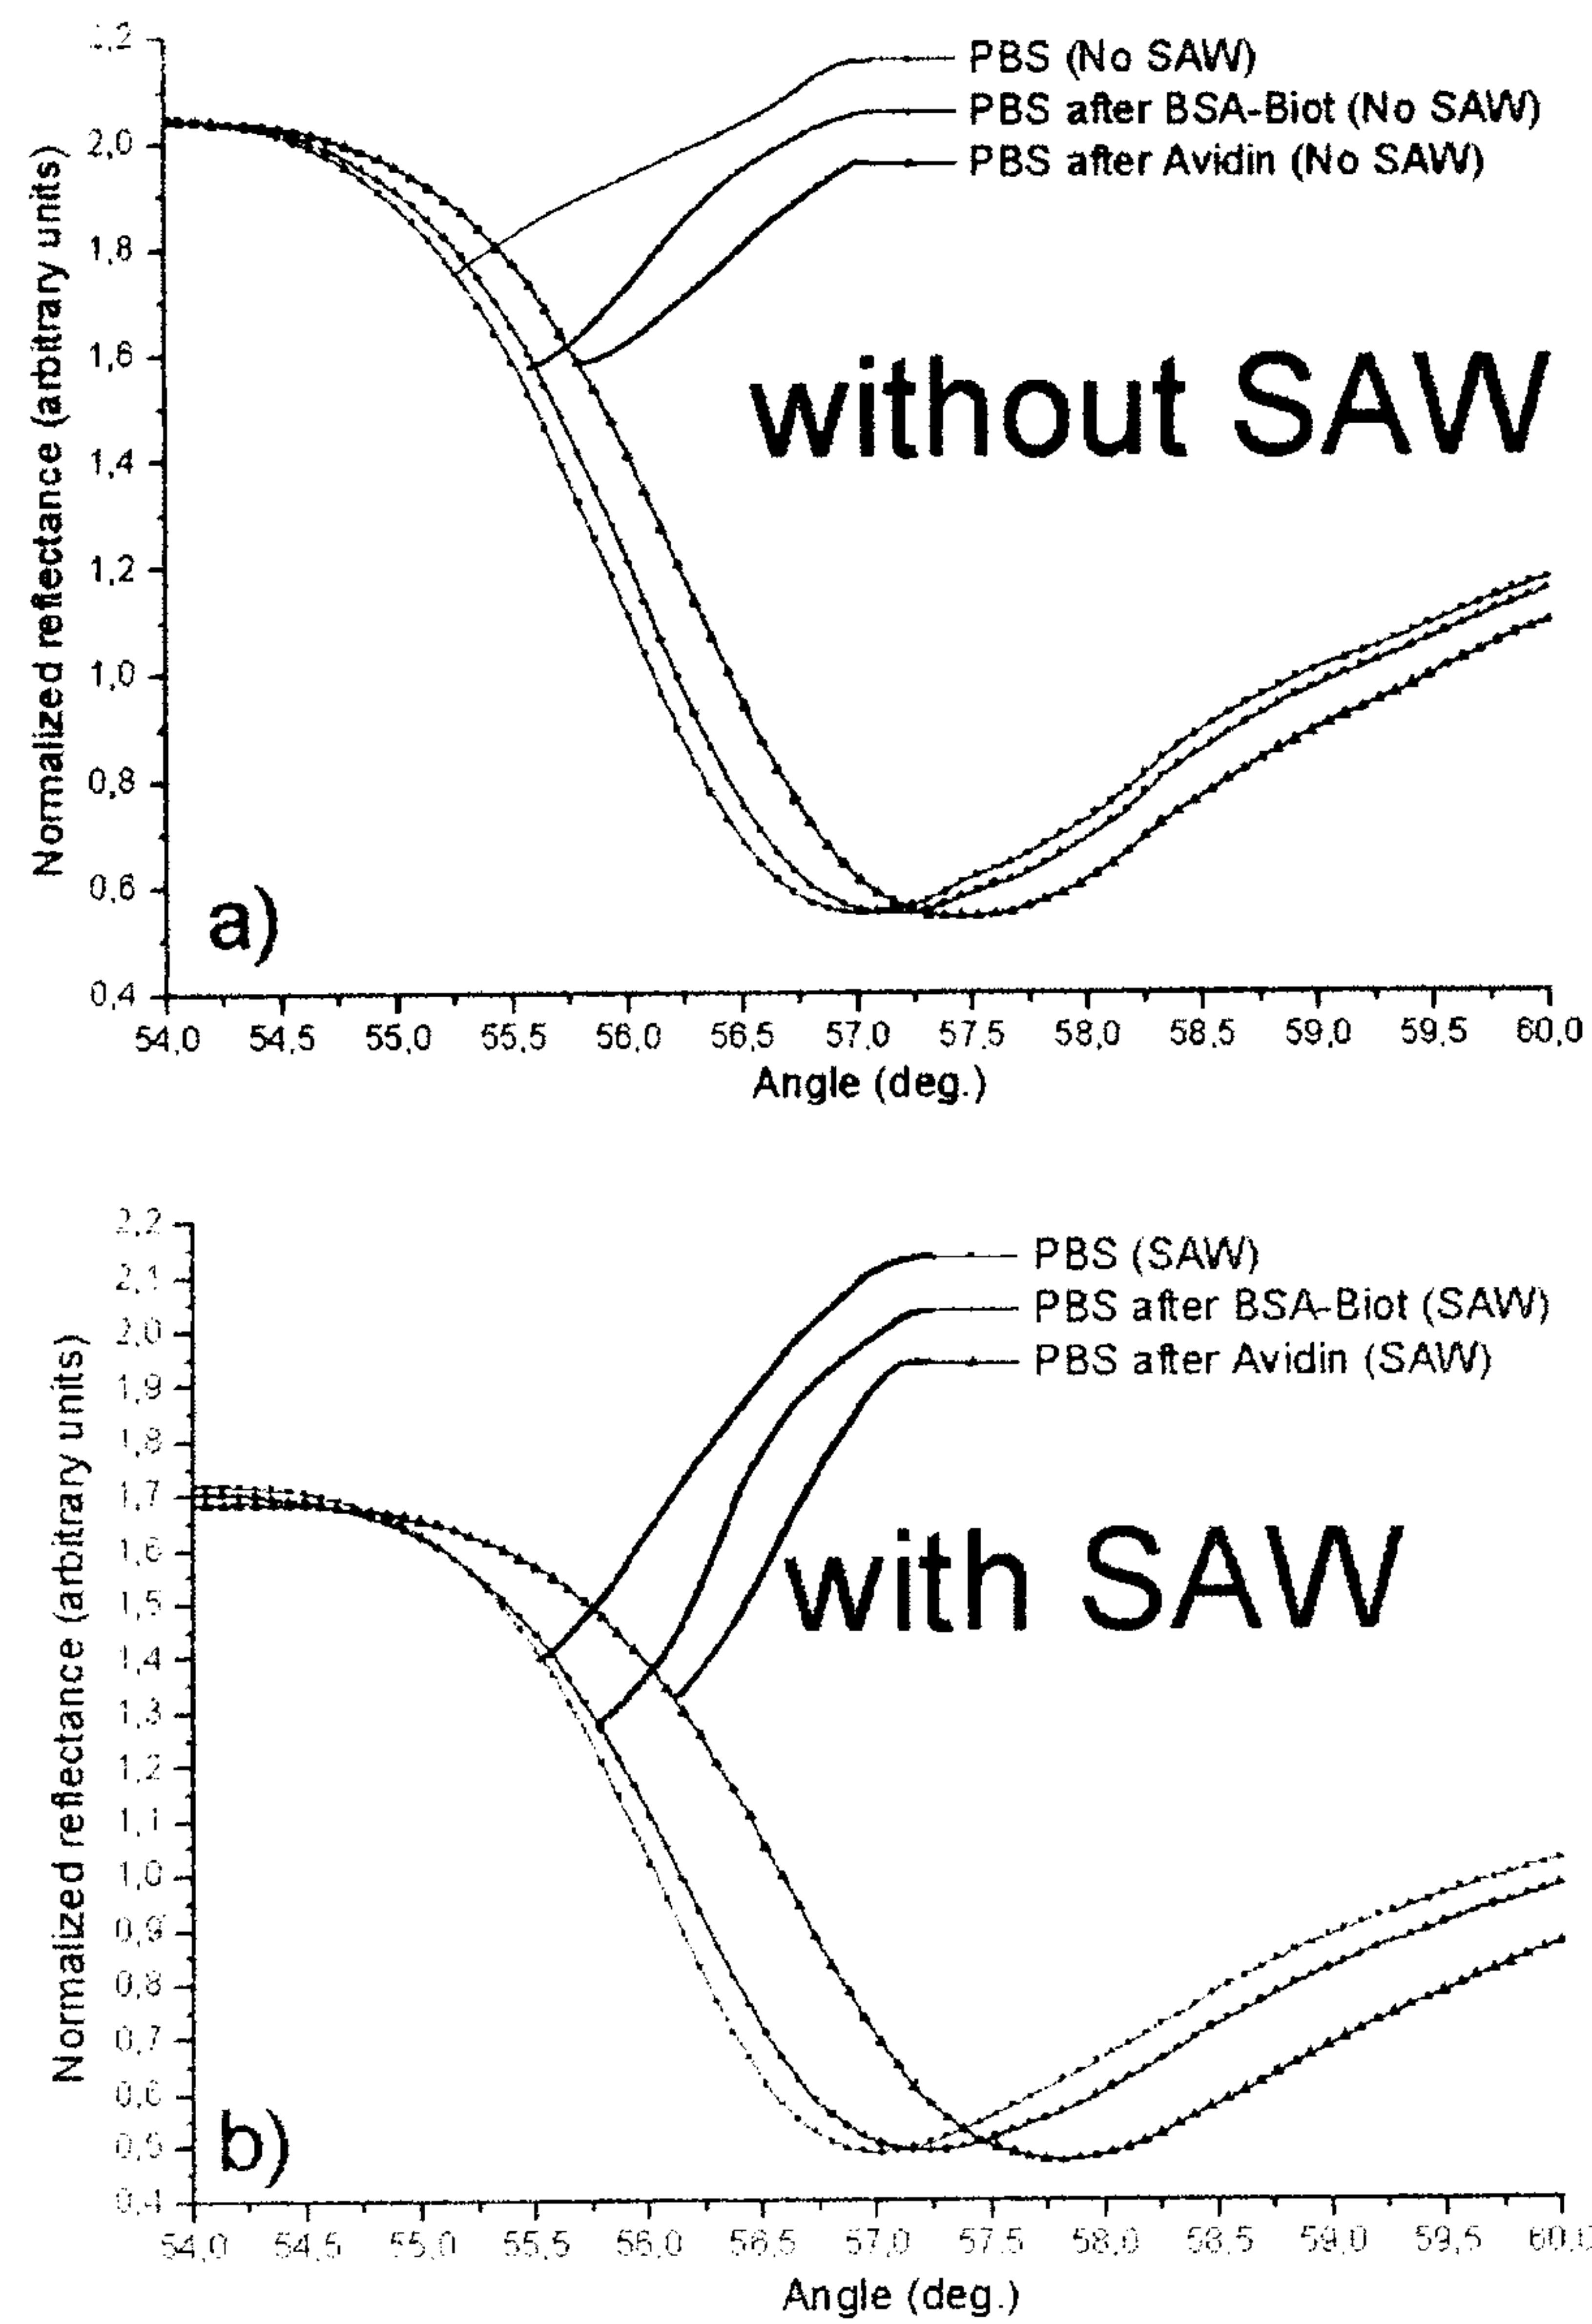 2,2
PBS (No SAW)
PBS after BSA-Biot (No SAW)
PBS after Avidin (No SAW)
2,0
1,8
1,6
1,4
1,2
1,0
0,8
0,6
0,4
Normalized reflectance (arbitrary units)
without SAW
a)
54,0 54,5 55,0 55,5 56,0 56,5 57,0 57,5 58,0 58,5 59,0 59,5 60,0
Angle (deg.)
2,2
2,1
2,0
1,9
1,8
1,7
1,6
1,5
1,4
1,3
1,2
1,1
1,0
0,9
0,8
0,7
0,6
0,5
0,4
Normalized reflectance (arbitrary units)
PBS (SAW)
PBS after BSA-Biot (SAW)
PBS after Avidin (SAW)
with SAW
b)
54,0 54,5 55,0 55,5 56,0 56,5 57,0 57,5 58,0 58,5 59,0 59,5 60,0
Angle (deg.)